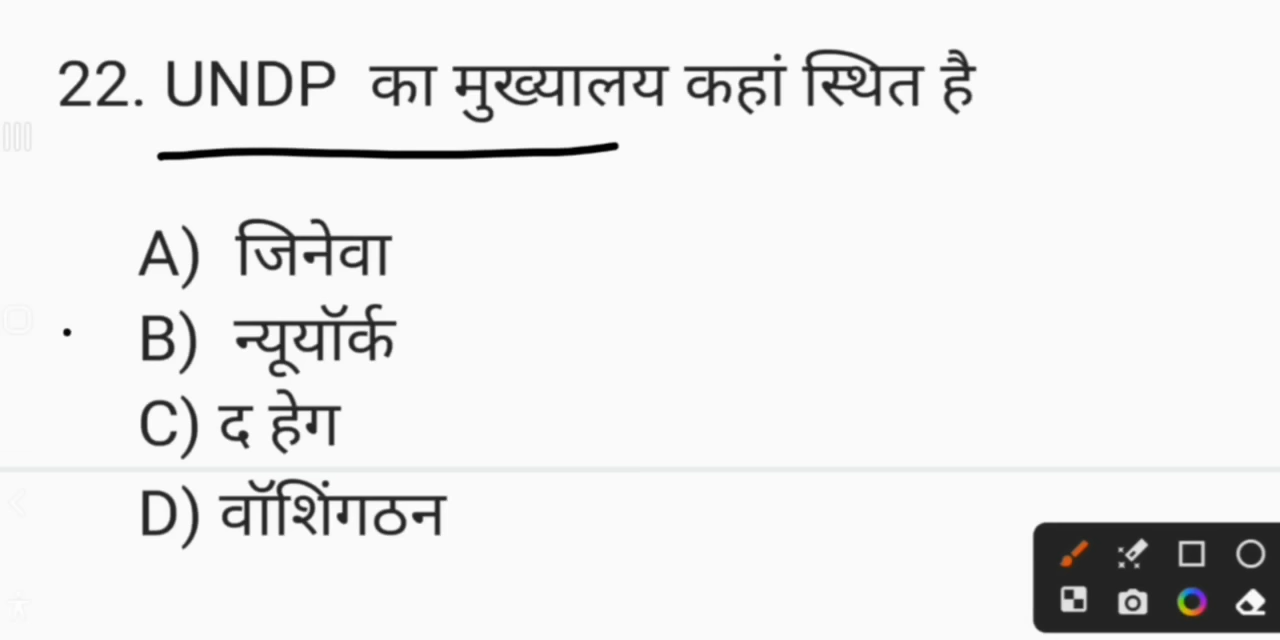 22. UNDP का मुख्यालय कहां स्थित है
A) जिनेवा
B) न्यूयॉर्क
C) द हेग
D) वॉशिंगठन